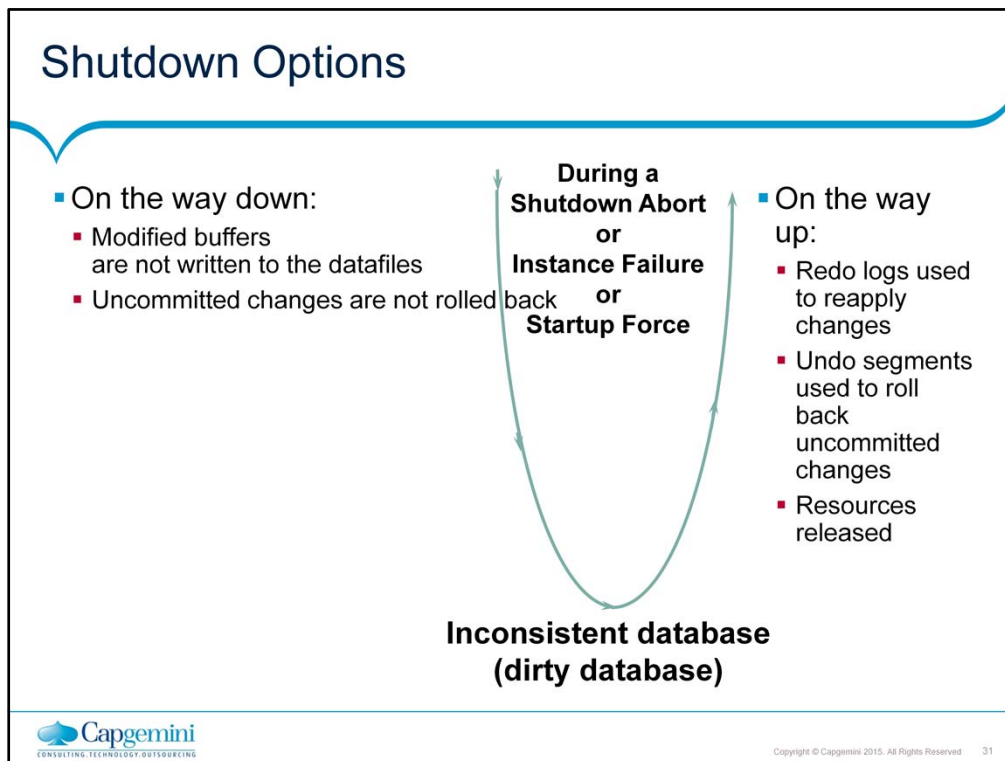 Shutdown Options
On the way down:
Modified buffers
are not written to the datafiles
Uncommitted changes are not rolled back
During a
Shutdown Abort
or
Instance Failure
or
Startup Force
On the way
up:
Redo logs used
to reapply
changes
Undo segments
used to roll
back
uncommitted
changes
Resources
released
Inconsistent database
(dirty database)
Capgemini
CONSULTING.TECHNOLOGY.OUTSOURCING
Copyright © Capgemini 2015. All Rights Reserved
31